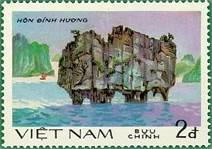 HÒN ĐỈNH HƯƠNG
VIỆT NAM BƯU CHÍNH 2đ